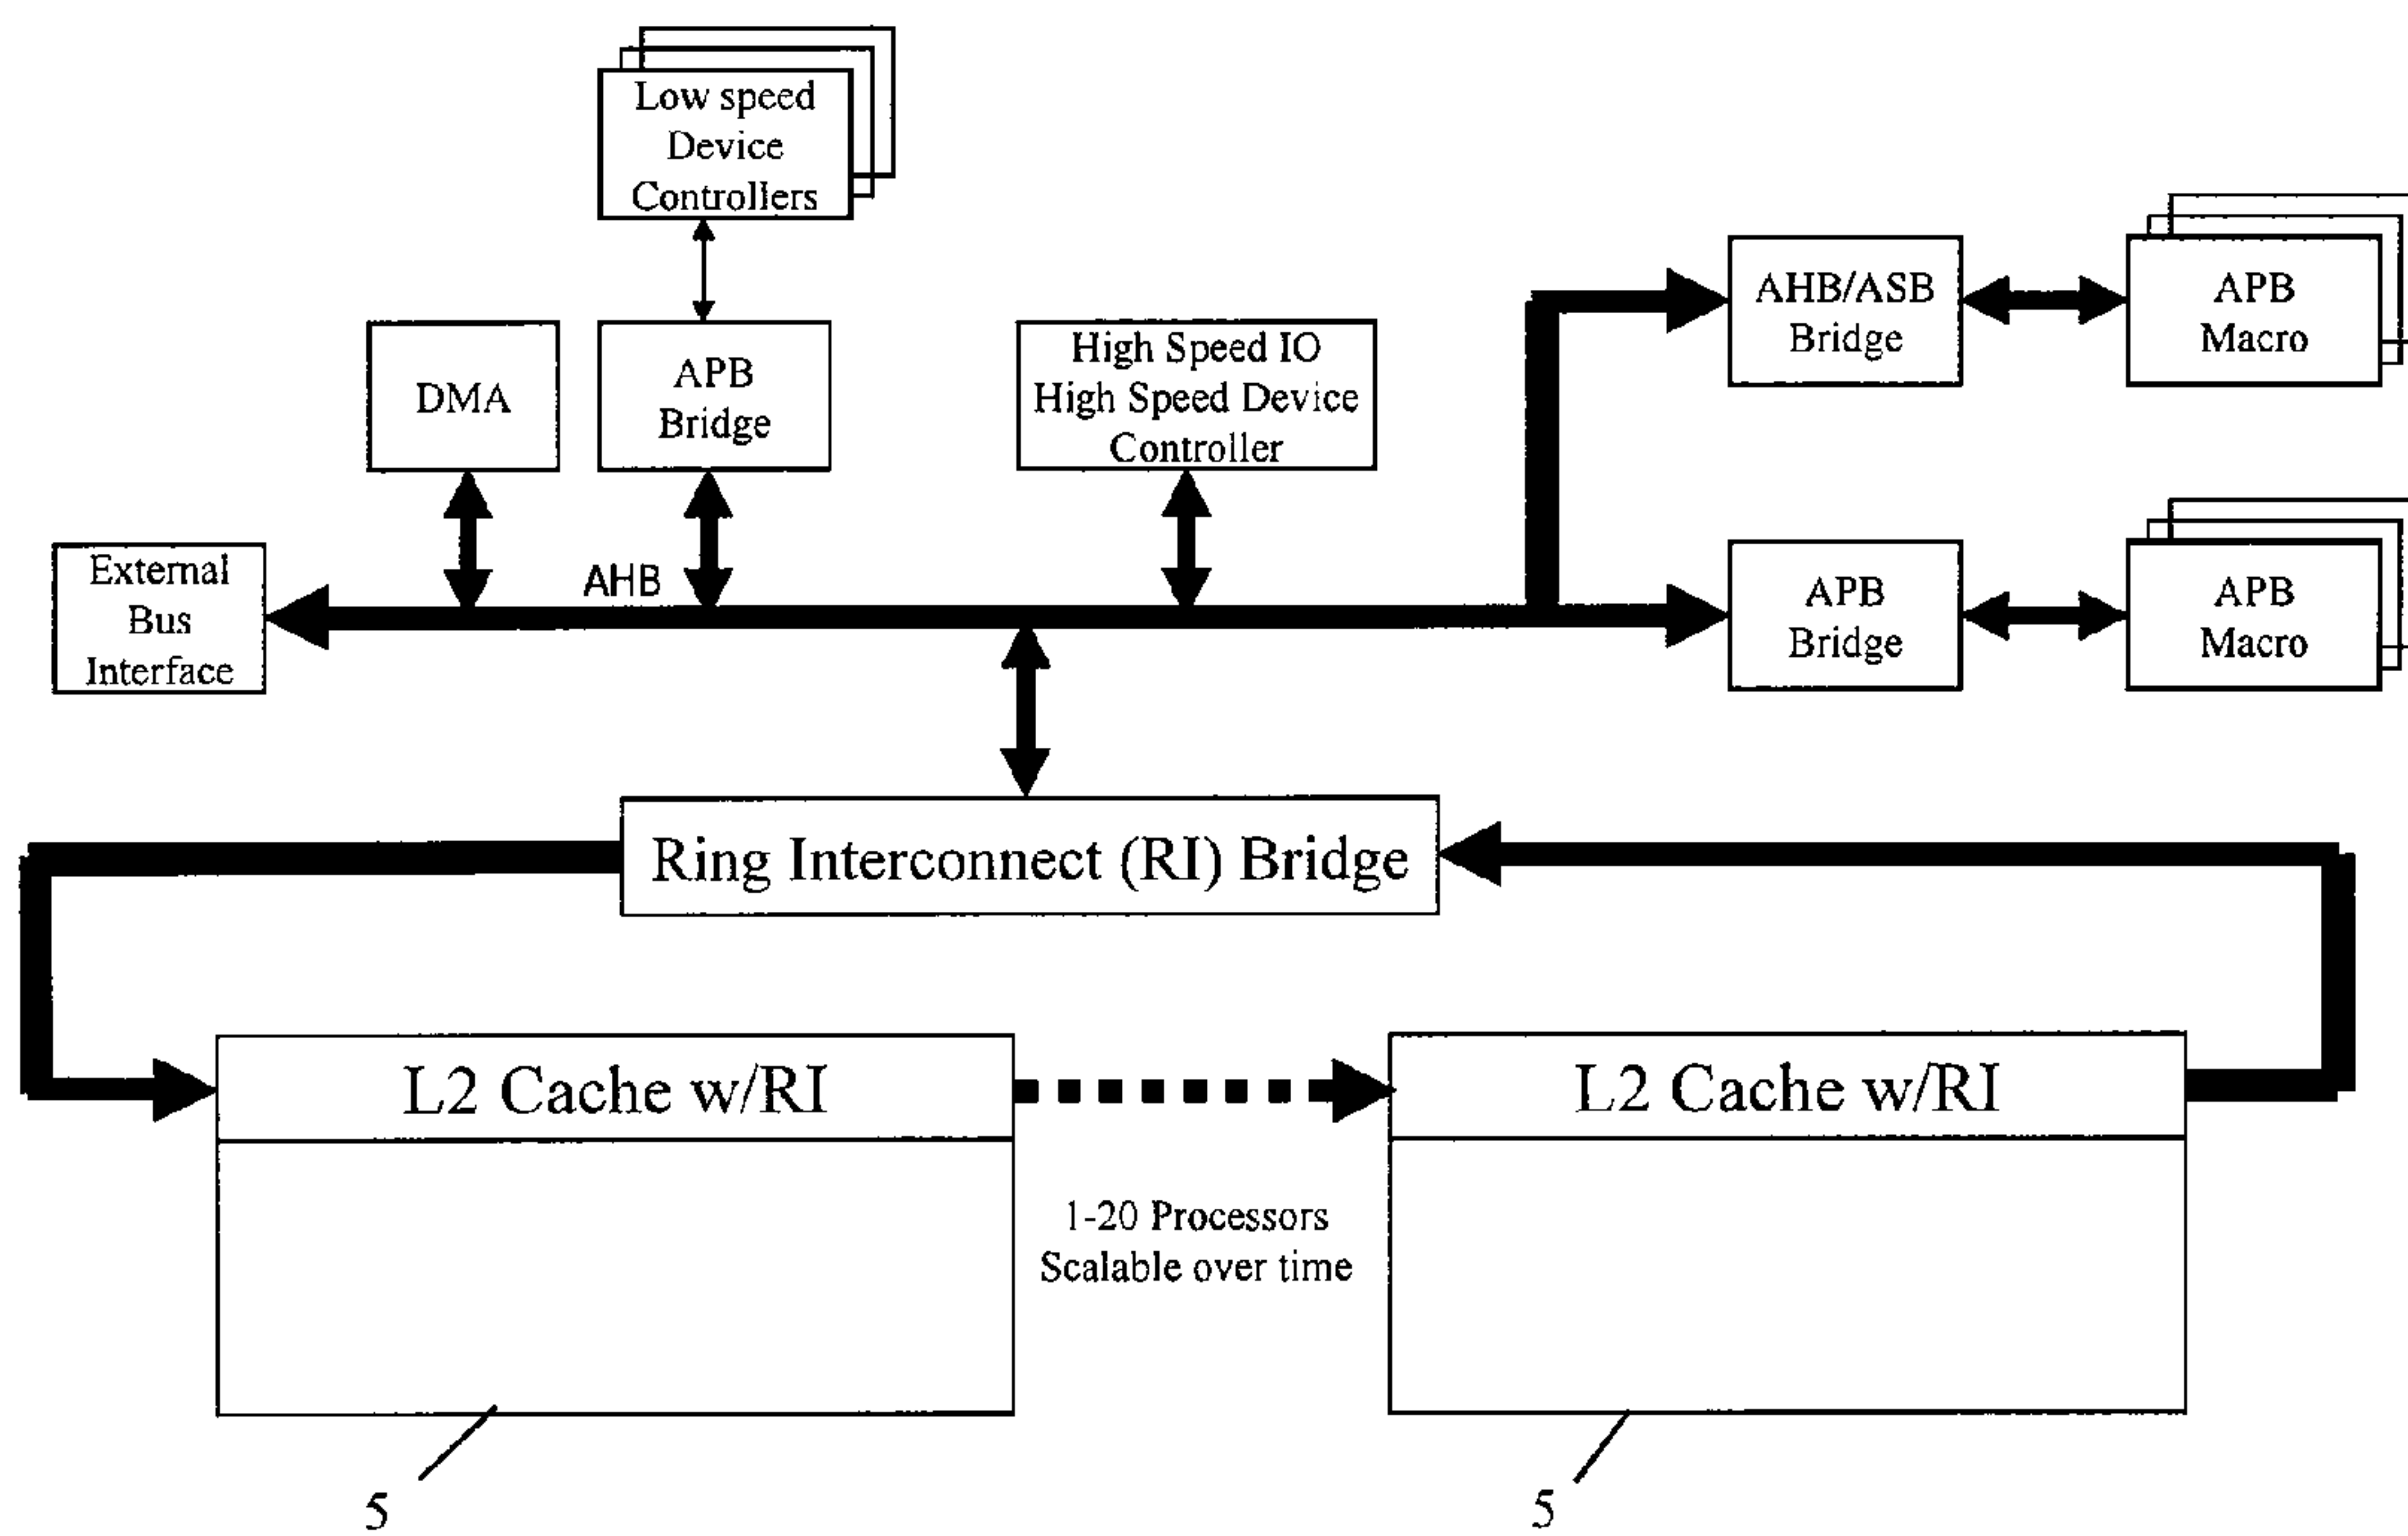 Low speed
Device
Controllers
AHB/ASB
Bridge
APB
Macro
DMA
APB
Bridge
High Speed IO
High Speed Device
Controller
External
Bus
Interface
AHB
APB
Bridge
APB
Macro
Ring Interconnect (RI) Bridge
L2 Cache w/RI
L2 Cache w/RI
1-20 Processors
Scalable over time
5
5